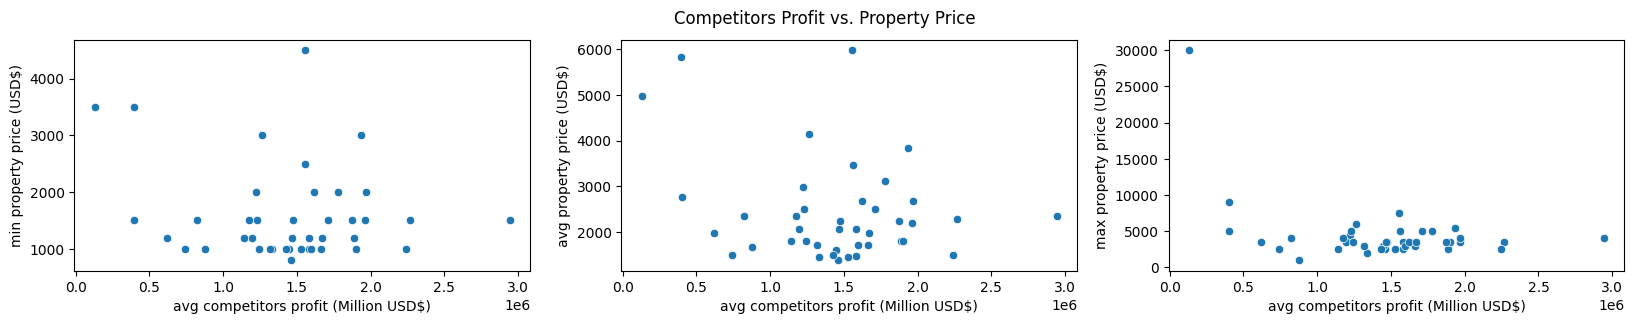 Competitors Profit vs. Property Price
min property price (USD$)
4000
3000
2000
1000
0.0 0.5 1.0 1.5 2.0 2.5 3.0
1e6
avg competitors profit (Million USD$)
avg property price (USD$)
6000
5000
4000
3000
2000
0.0 0.5 1.0 1.5 2.0 2.5 3.0
1e6
avg competitors profit (Million USD$)
max property price (USD$)
30000
25000
20000
15000
10000
5000
0
0.0 0.5 1.0 1.5 2.0 2.5 3.0
1e6
avg competitors profit (Million USD$)